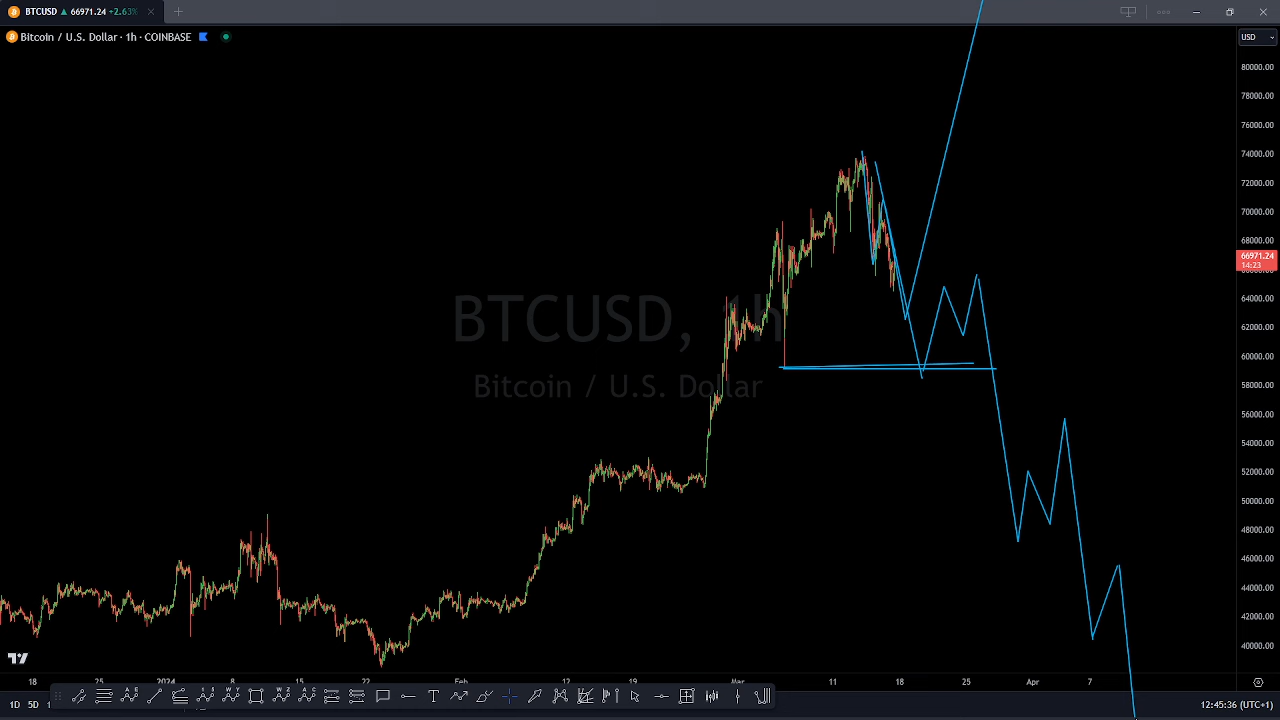 BTCUSD ▲ 66971.24 +2.63%
Bitcoin / U.S. Dollar · 1h · COINBASE
USD
80000.00
78000.00
76000.00
74000.00
72000.00
70000.00
68000.00
66971.24
14:23
64000.00
62000.00
60000.00
58000.00
56000.00
54000.00
52000.00
50000.00
48000.00
46000.00
44000.00
42000.00
40000.00
BTCUSD, 1h
Bitcoin / U.S. Dollar
18 25 2024 8 15 22 Feb 12 19 Mar 11 18 25 Apr 7
1D 5D
12:45:36 (UTC+1)